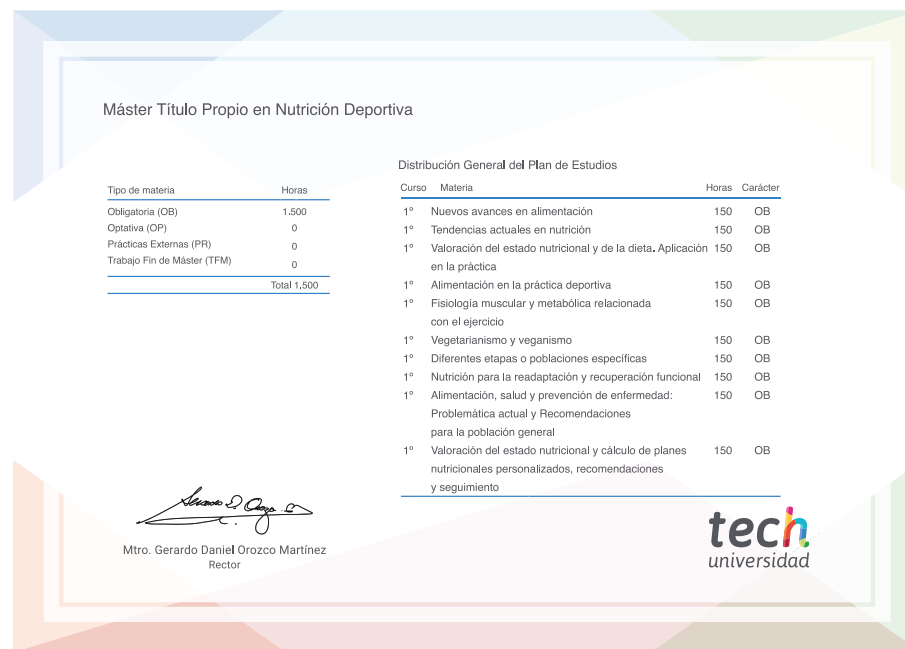 Máster Título Propio en Nutrición Deportiva
Tipo de materia Horas
Obligatoria (OB) 1.500
Optativa (OP) 0
Prácticas Externas (PR) 0
Trabajo Fin de Máster (TFM) 0
Total 1.500
Distribución General del Plan de Estudios
Curso Materia Horas Carácter
1º Nuevos avances en alimentación 150 OB
1º Tendencias actuales en nutrición 150 OB
1º Valoración del estado nutricional y de la dieta. Aplicación 150 OB
en la práctica
1º Alimentación en la práctica deportiva 150 OB
1º Fisiología muscular y metabólica relacionada 150 OB
con el ejercicio
1º Vegetarianismo y veganismo 150 OB
1º Diferentes etapas o poblaciones específicas 150 OB
1º Nutrición para la readaptación y recuperación funcional 150 OB
1º Alimentación, salud y prevención de enfermedad: 150 OB
Problemática actual y Recomendaciones
para la población general
1º Valoración del estado nutricional y cálculo de planes 150 OB
nutricionales personalizados, recomendaciones
y seguimiento
Mtro. Gerardo Daniel Orozco Martínez
Rector
tech
universidad